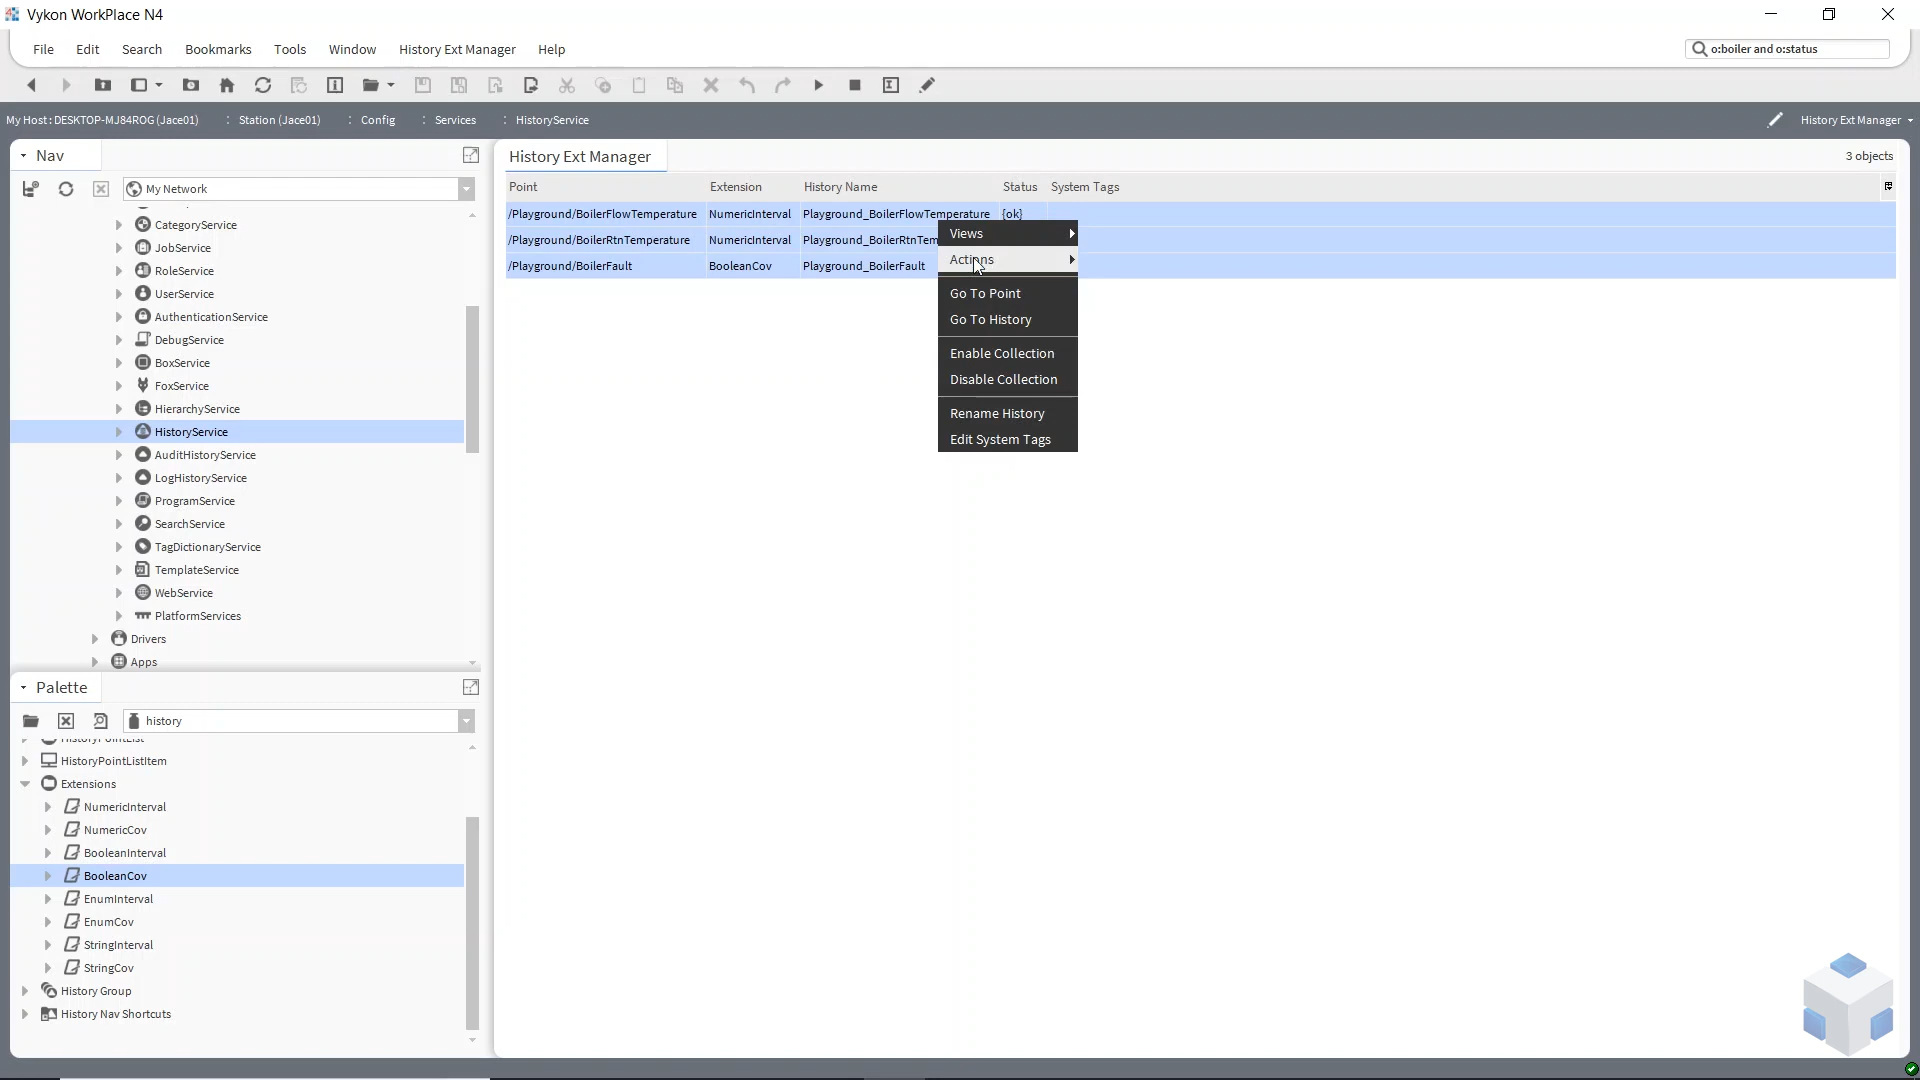 Vykon WorkPlace N4
File Edit Search Bookmarks Tools Window History Ext Manager Help
o:boiler and o:status
My Host : DESKTOP-MJ84ROG (Jace01) : Station (Jace01) : Config : Services : HistoryService
History Ext Manager
Nav
My Network
CategoryService
JobService
RoleService
UserService
AuthenticationService
DebugService
BoxService
FoxService
HierarchyService
HistoryService
AuditHistoryService
LogHistoryService
ProgramService
SearchService
TagDictionaryService
TemplateService
WebService
PlatformServices
Drivers
Apps
Palette
history
HistoryPointListItem
Extensions
NumericInterval
NumericCov
BooleanInterval
BooleanCov
EnumInterval
EnumCov
StringInterval
StringCov
History Group
History Nav Shortcuts
History Ext Manager
3 objects
Point Extension History Name Status System Tags
/Playground/BoilerFlowTemperature NumericInterval Playground_BoilerFlowTemperature {ok}
/Playground/BoilerRtnTemperature NumericInterval Playground_BoilerRtnTem
/Playground/BoilerFault BooleanCov Playground_BoilerFault
Views
Actions
Go To Point
Go To History
Enable Collection
Disable Collection
Rename History
Edit System Tags